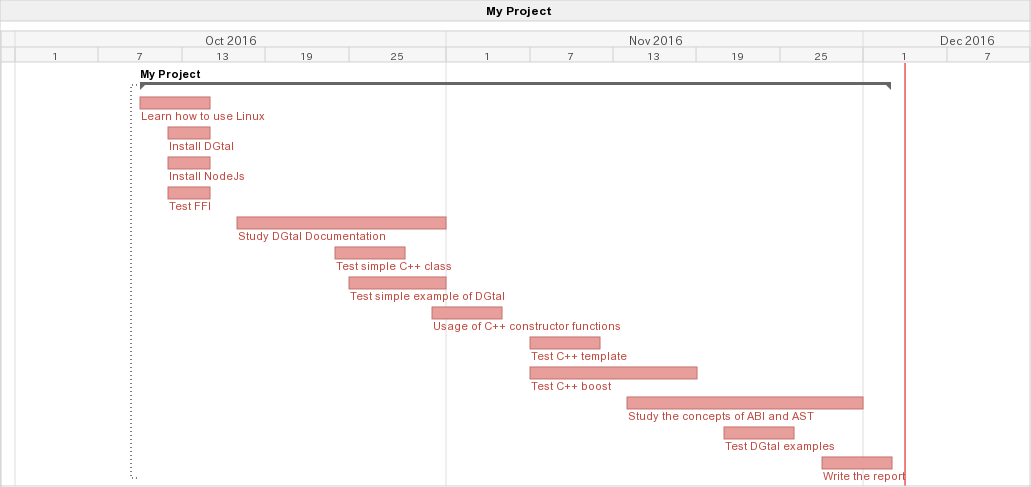 My Project
Oct 2016 Nov 2016 Dec 2016
1 7 13 19 25 1 7 13 19 25 1 7
My Project
Learn how to use Linux
Install DGtal
Install NodeJs
Test FFI
Study DGtal Documentation
Test simple C++ class
Test simple example of DGtal
Usage of C++ constructor functions
Test C++ template
Test C++ boost
Study the concepts of ABI and AST
Test DGtal examples
Write the report